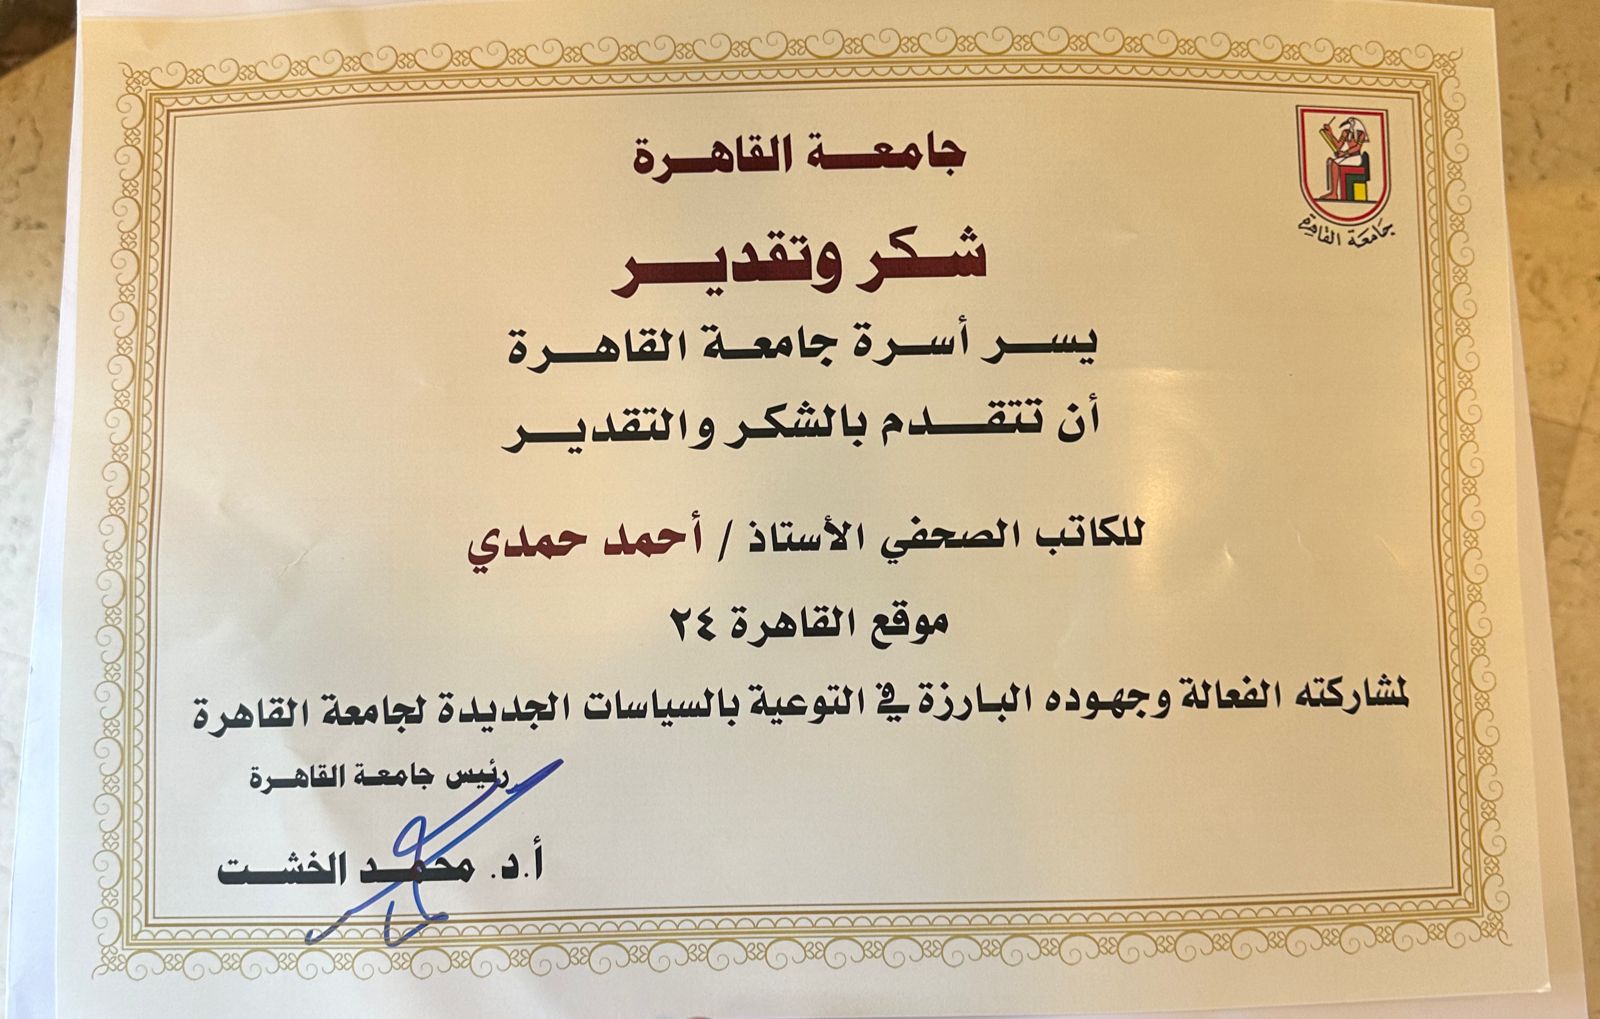 جامعة القاهرة
جامعة القاهرة
شكر وتقدير
يسر أسرة جامعة القاهرة
أن تتقدم بالشكر والتقدير
للكاتب الصحفي الأستاذ / أحمد حمدي
موقع القاهرة ٢٤
لمشاركته الفعالة وجهوده البارزة في التوعية بالسياسات الجديدة لجامعة القاهرة
رئيس جامعة القاهرة
أ.د. محمد الخشت